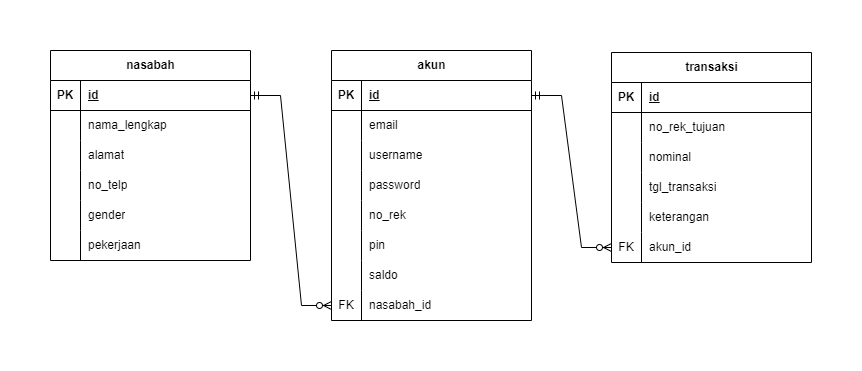 nasabah
PK id
nama_lengkap
alamat
no_telp
gender
pekerjaan
akun
PK id
email
username
password
no_rek
pin
saldo
FK nasabah_id
transaksi
PK id
no_rek_tujuan
nominal
tgl_transaksi
keterangan
FK akun_id